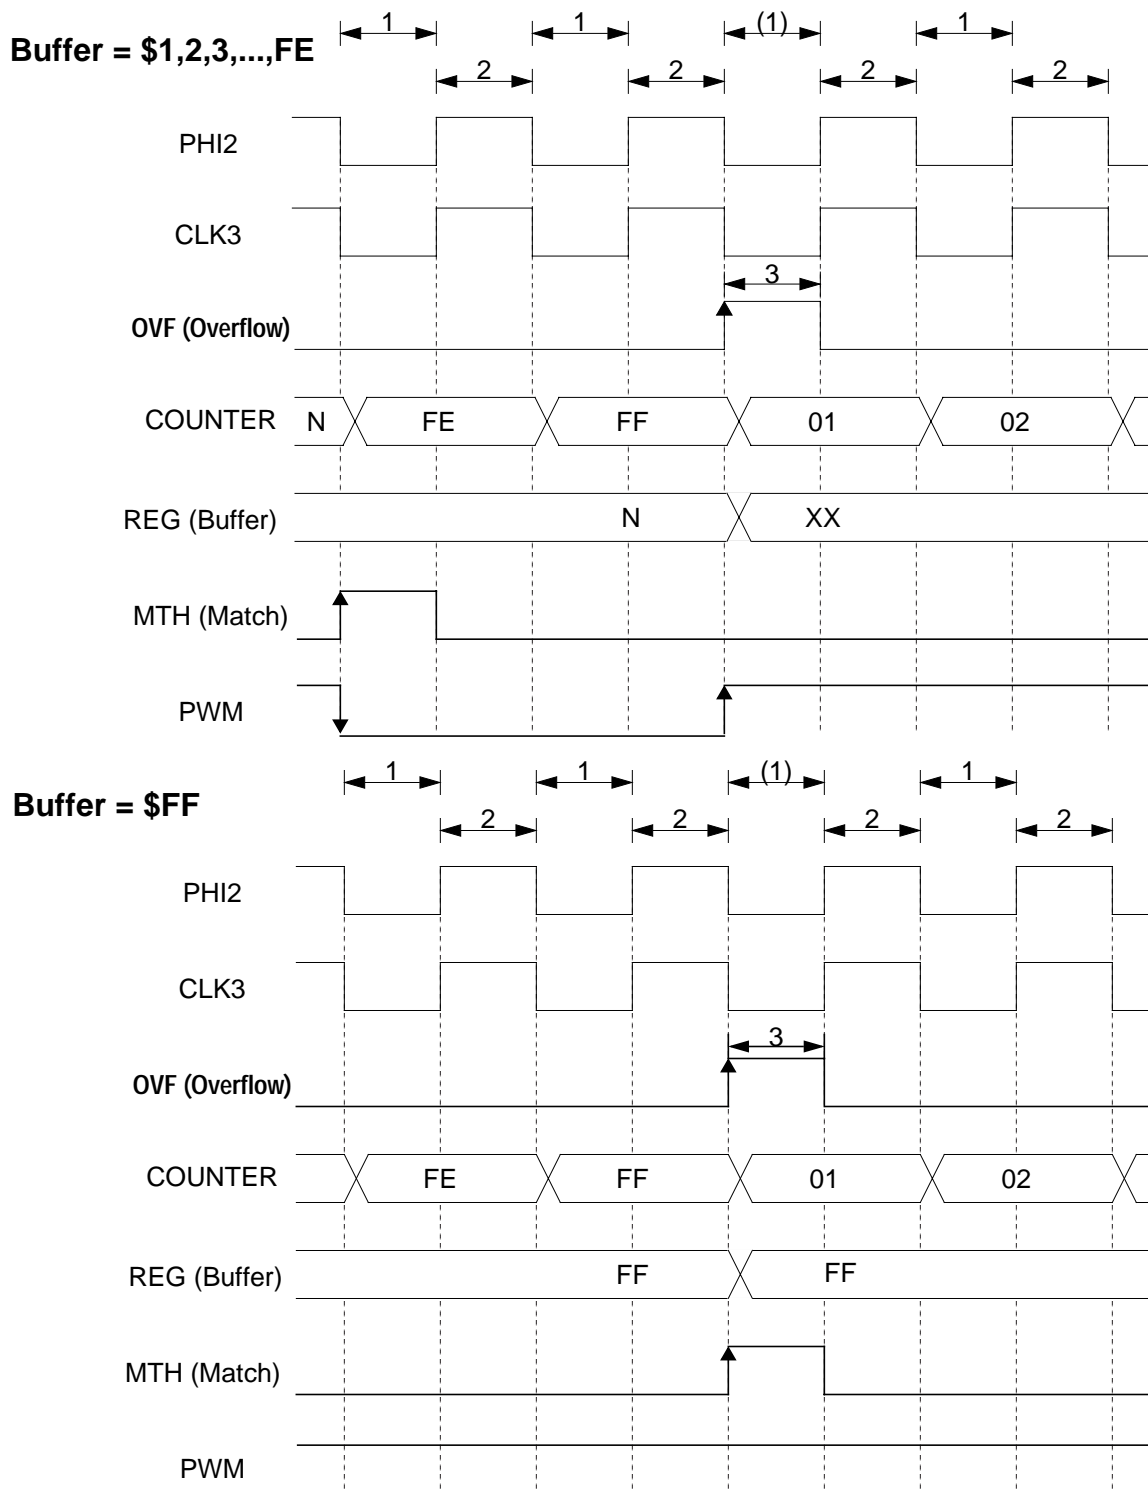 1 1 (1) 1
Buffer = $1,2,3,...,FE
2 2 2 2
PHI2
CLK3
3
OVF (Overflow)
COUNTER N FE FF 01 02
REG (Buffer) N XX
MTH (Match)
PWM
1 1 (1) 1
Buffer = $FF
2 2 2 2
PHI2
CLK3
3
OVF (Overflow)
COUNTER FE FF 01 02
REG (Buffer) FF FF
MTH (Match)
PWM